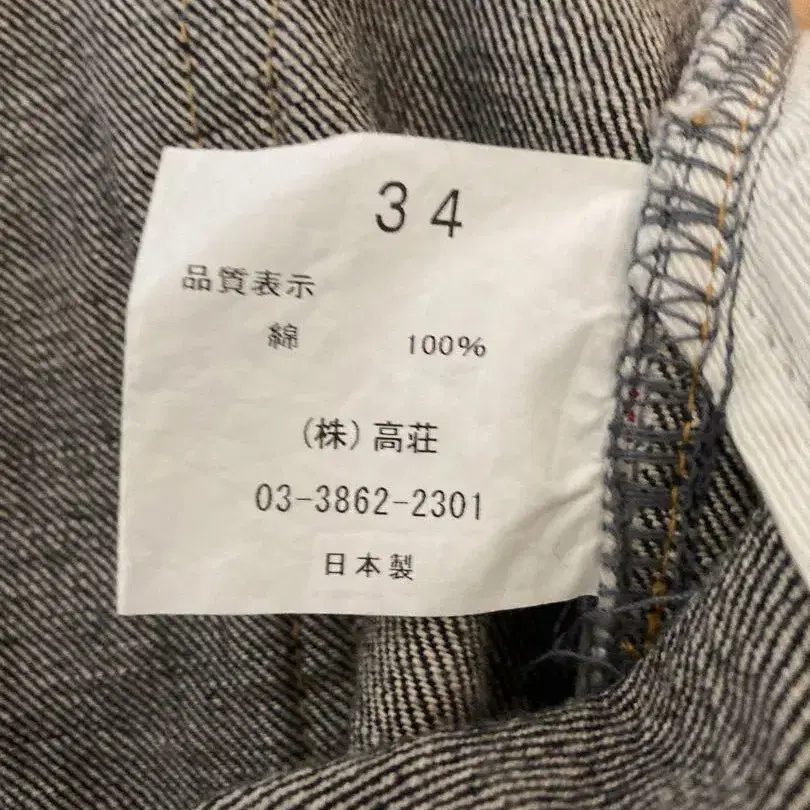 34
品質表示
綿 100%
(株)高荘
03-3862-2301
日本製